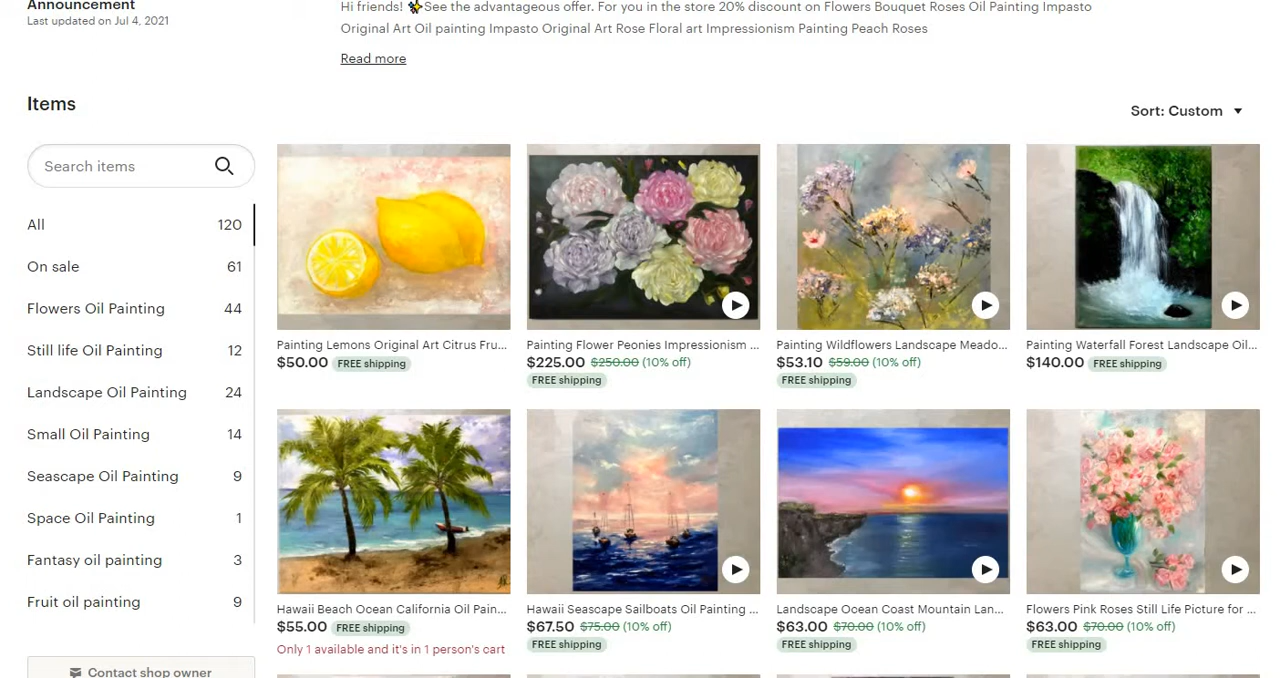 Announcement
Last updated on Jul 4, 2021
Hi friends! ✨See the advantageous offer. For you in the store 20% discount on Flowers Bouquet Roses Oil Painting Impasto
Original Art Oil painting Impasto Original Art Rose Floral art Impressionism Painting Peach Roses
Read more
Items
Sort: Custom
Search items
All 120
On sale 61
Flowers Oil Painting 44
Still life Oil Painting 12
Landscape Oil Painting 24
Small Oil Painting 14
Seascape Oil Painting 9
Space Oil Painting 1
Fantasy oil painting 3
Fruit oil painting 9
Contact shop owner
Painting Lemons Original Art Citrus Fru...
$50.00 FREE shipping
Painting Flower Peonies Impressionism ...
$225.00 $250.00 (10% off)
FREE shipping
Painting Wildflowers Landscape Meado...
$53.10 $59.00 (10% off)
FREE shipping
Painting Waterfall Forest Landscape Oil...
$140.00 FREE shipping
Hawaii Beach Ocean California Oil Pain...
$55.00 FREE shipping
Only 1 available and it's in 1 person's cart
Hawaii Seascape Sailboats Oil Painting ...
$67.50 $75.00 (10% off)
FREE shipping
Landscape Ocean Coast Mountain Lan...
$63.00 $70.00 (10% off)
FREE shipping
Flowers Pink Roses Still Life Picture for ...
$63.00 $70.00 (10% off)
FREE shipping